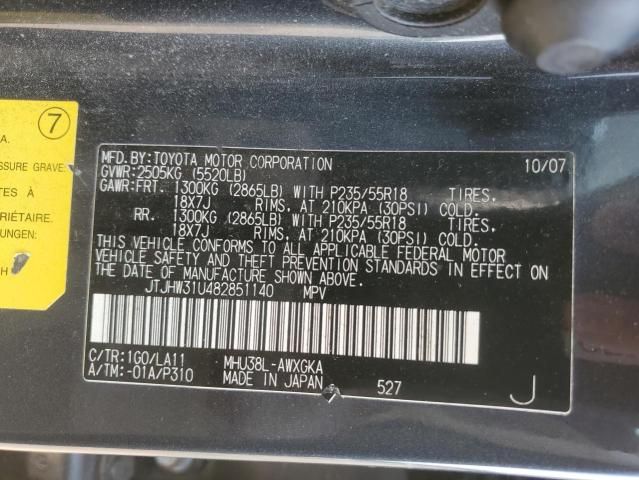 7
A.
SSURE GRAVE.
TES À
RIÉTAIRE.
UNGEN:
H
MFD.BY:TOYOTA MOTOR CORPORATION 10/07
GVWR:2505KG (5520LB)
GAWR:FRT. 1300KG (2865LB) WITH P235/55R18 TIRES,
18X7J RIMS, AT 210KPA (30PSI) COLD.
RR. 1300KG (2865LB) WITH P235/55R18 TIRES,
18X7J RIMS, AT 210KPA (30PSI) COLD.
THIS VEHICLE CONFORMS TO ALL APPLICABLE FEDERAL MOTOR
VEHICLE SAFETY AND THEFT PREVENTION STANDARDS IN EFFECT ON
THE DATE OF MANUFACTURE SHOWN ABOVE.
JTJHW31U482851140 MPV
C/TR:1G0/LA11 MHU38L-AWXGKA
A/TM:-01A/P310 MADE IN JAPAN 527 J